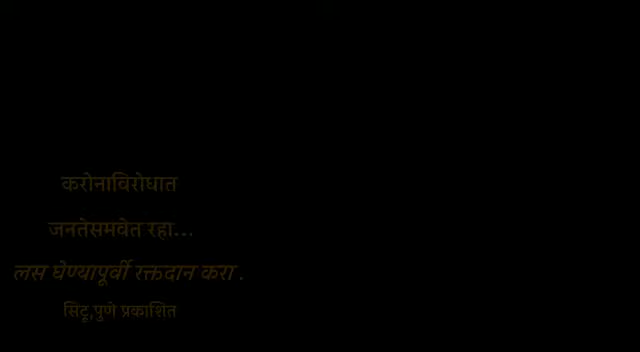 करोनाविरोधात
जनतेसमवेत रहा...
लस घेण्यापूर्वी रक्तदान करा .
सिटू,पुणे प्रकाशित